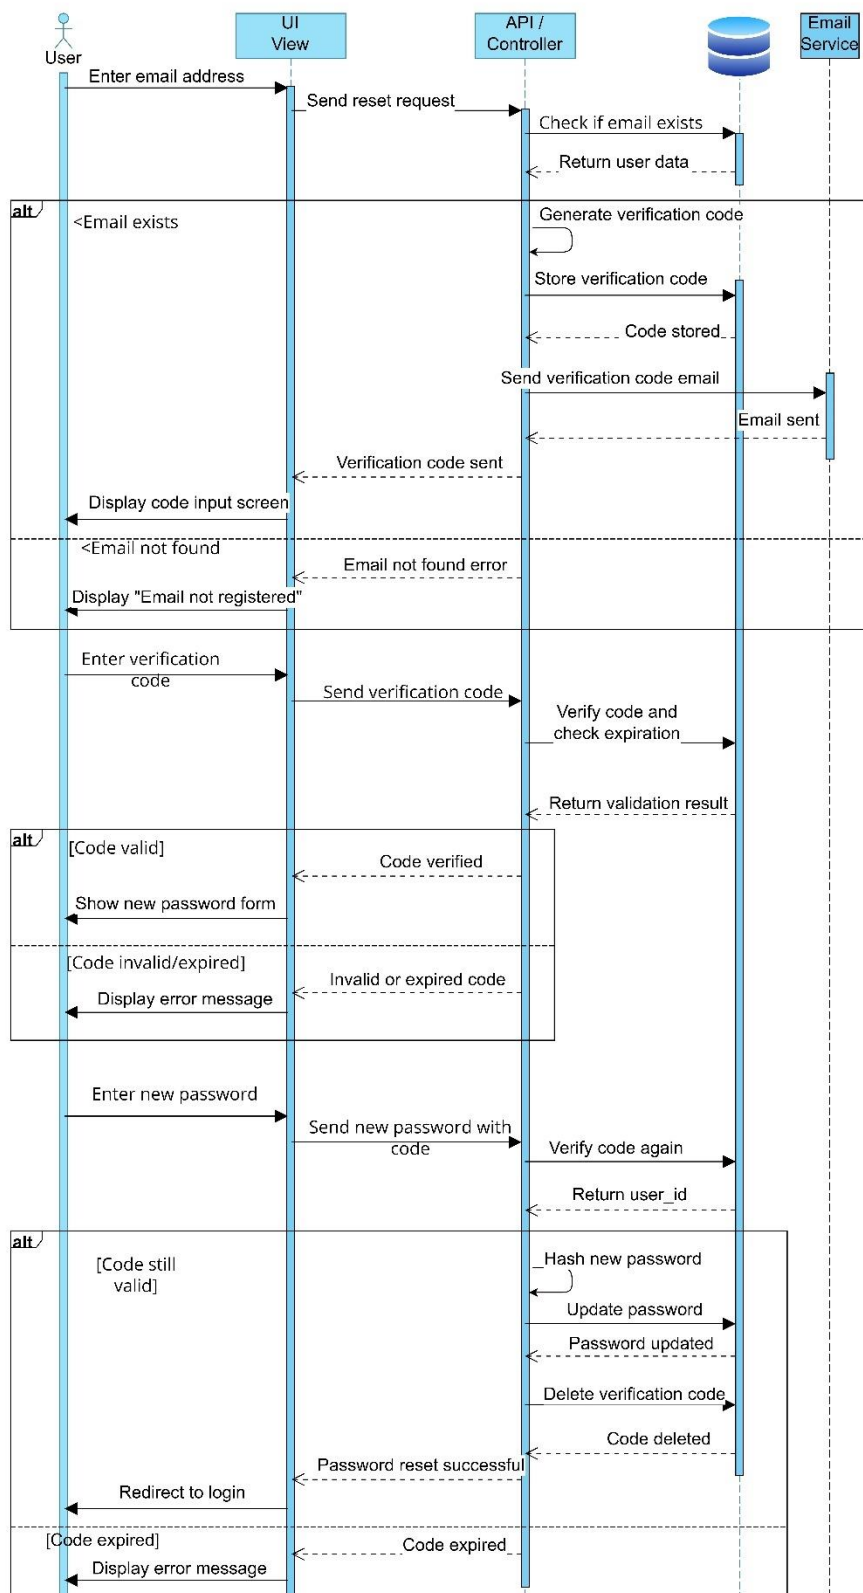 User
UI
View
API /
Controller
Email
Service
Enter email address
Send reset request
Check if email exists
Return user data
alt
<Email exists
Generate verification code
Store verification code
Code stored
Send verification code email
Email sent
Verification code sent
Display code input screen
<Email not found
Email not found error
Display "Email not registered"
Enter verification
code
Send verification code
Verify code and
check expiration
Return validation result
alt
[Code valid]
Code verified
Show new password form
[Code invalid/expired]
Invalid or expired code
Display error message
Enter new password
Send new password with
code
Verify code again
Return user_id
alt
[Code still
valid]
_Hash new password
Update password
Password updated
Delete verification code
Code deleted
Password reset successful
Redirect to login
[Code expired]
Code expired
Display error message